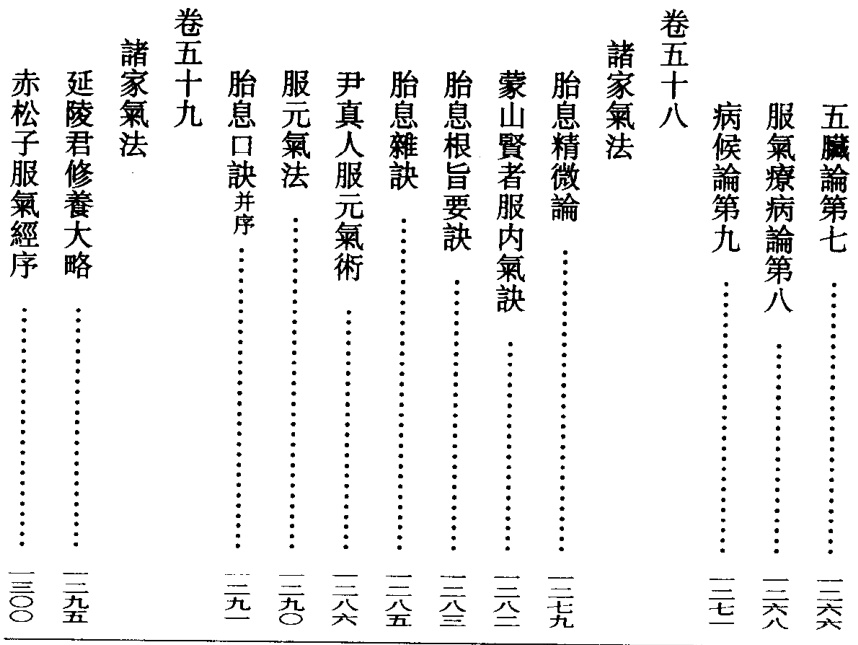 五臟論第七……一二六六
服氣療病論第八……一二六八
病候論第九……一二七一
卷五十八
諸家氣法
胎息精微論……一二七九
蒙山賢者服内氣訣……一二八二
胎息根旨要訣……一二八三
胎息雜訣……一二八五
尹真人服元氣術……一二八六
服元氣法……一二九〇
胎息口訣并序……一二九一
卷五十九
諸家氣法
延陵君修養大略……一二九五
赤松子服氣經序……一三〇〇